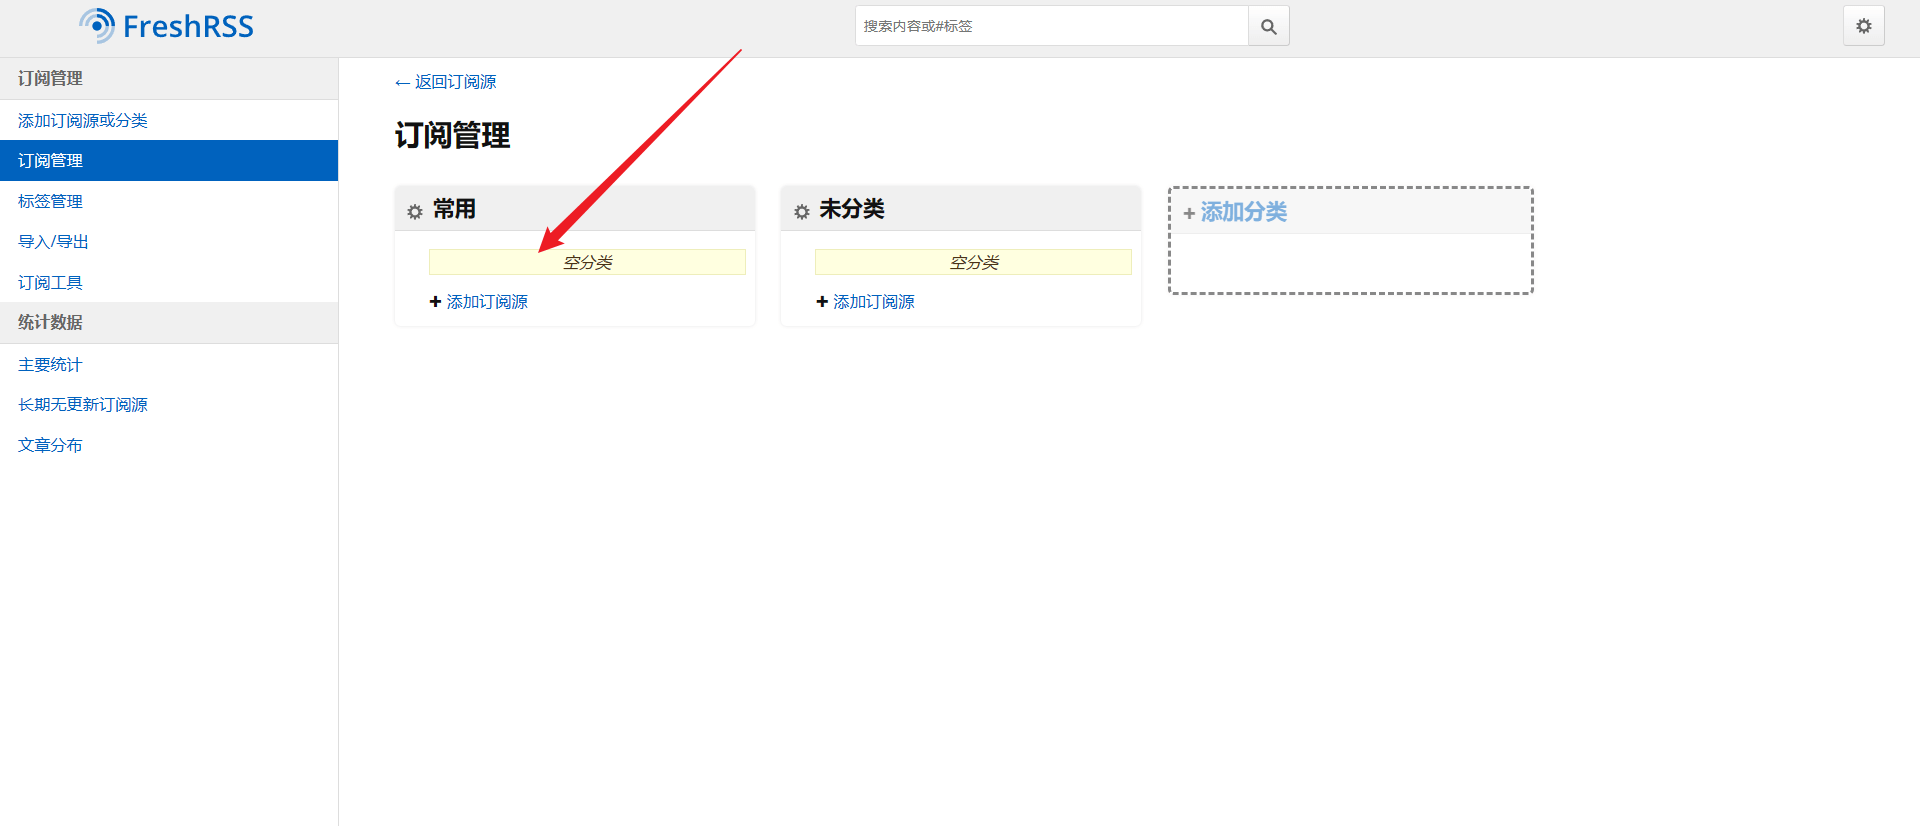 FreshRSS
搜索内容或#标签
订阅管理
添加订阅源或分类
订阅管理
标签管理
导入/导出
订阅工具
统计数据
主要统计
长期无更新订阅源
文章分布
← 返回订阅源
订阅管理
常用
空分类
+ 添加订阅源
未分类
空分类
+ 添加订阅源
+ 添加分类